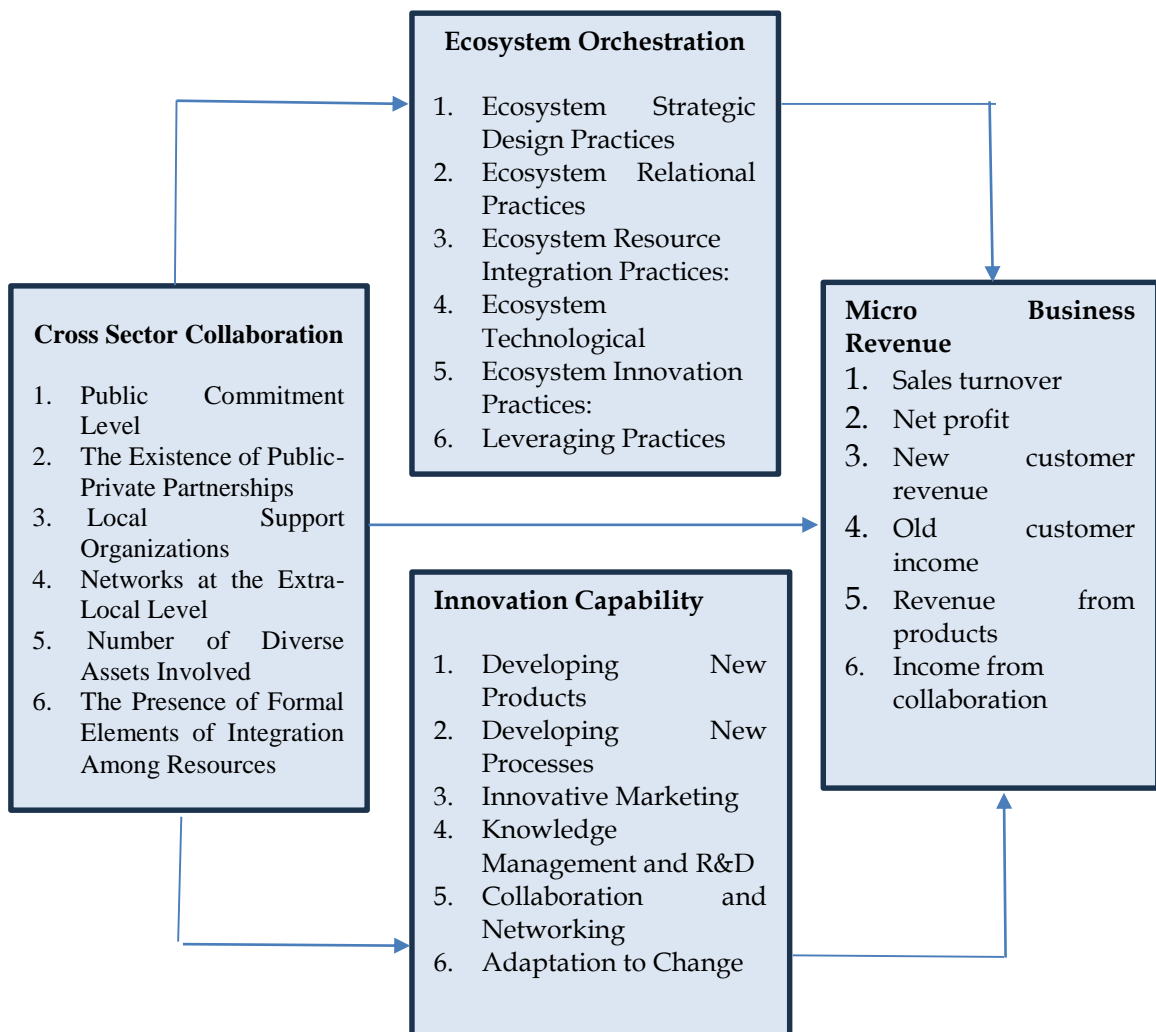 Ecosystem Orchestration
1. Ecosystem Strategic
Design Practices
2. Ecosystem Relational
Practices
3. Ecosystem Resource
Integration Practices:
4. Ecosystem
Technological
5. Ecosystem Innovation
Practices:
6. Leveraging Practices
Cross Sector Collaboration
1. Public Commitment
Level
2. The Existence of Public-
Private Partnerships
3. Local Support
Organizations
4. Networks at the Extra-
Local Level
5. Number of Diverse
Assets Involved
6. The Presence of Formal
Elements of Integration
Among Resources
Innovation Capability
1. Developing New
Products
2. Developing New
Processes
3. Innovative Marketing
4. Knowledge
Management and R&D
5. Collaboration and
Networking
6. Adaptation to Change
Micro Business
Revenue
1. Sales turnover
2. Net profit
3. New customer
revenue
4. Old customer
income
5. Revenue from
products
6. Income from
collaboration